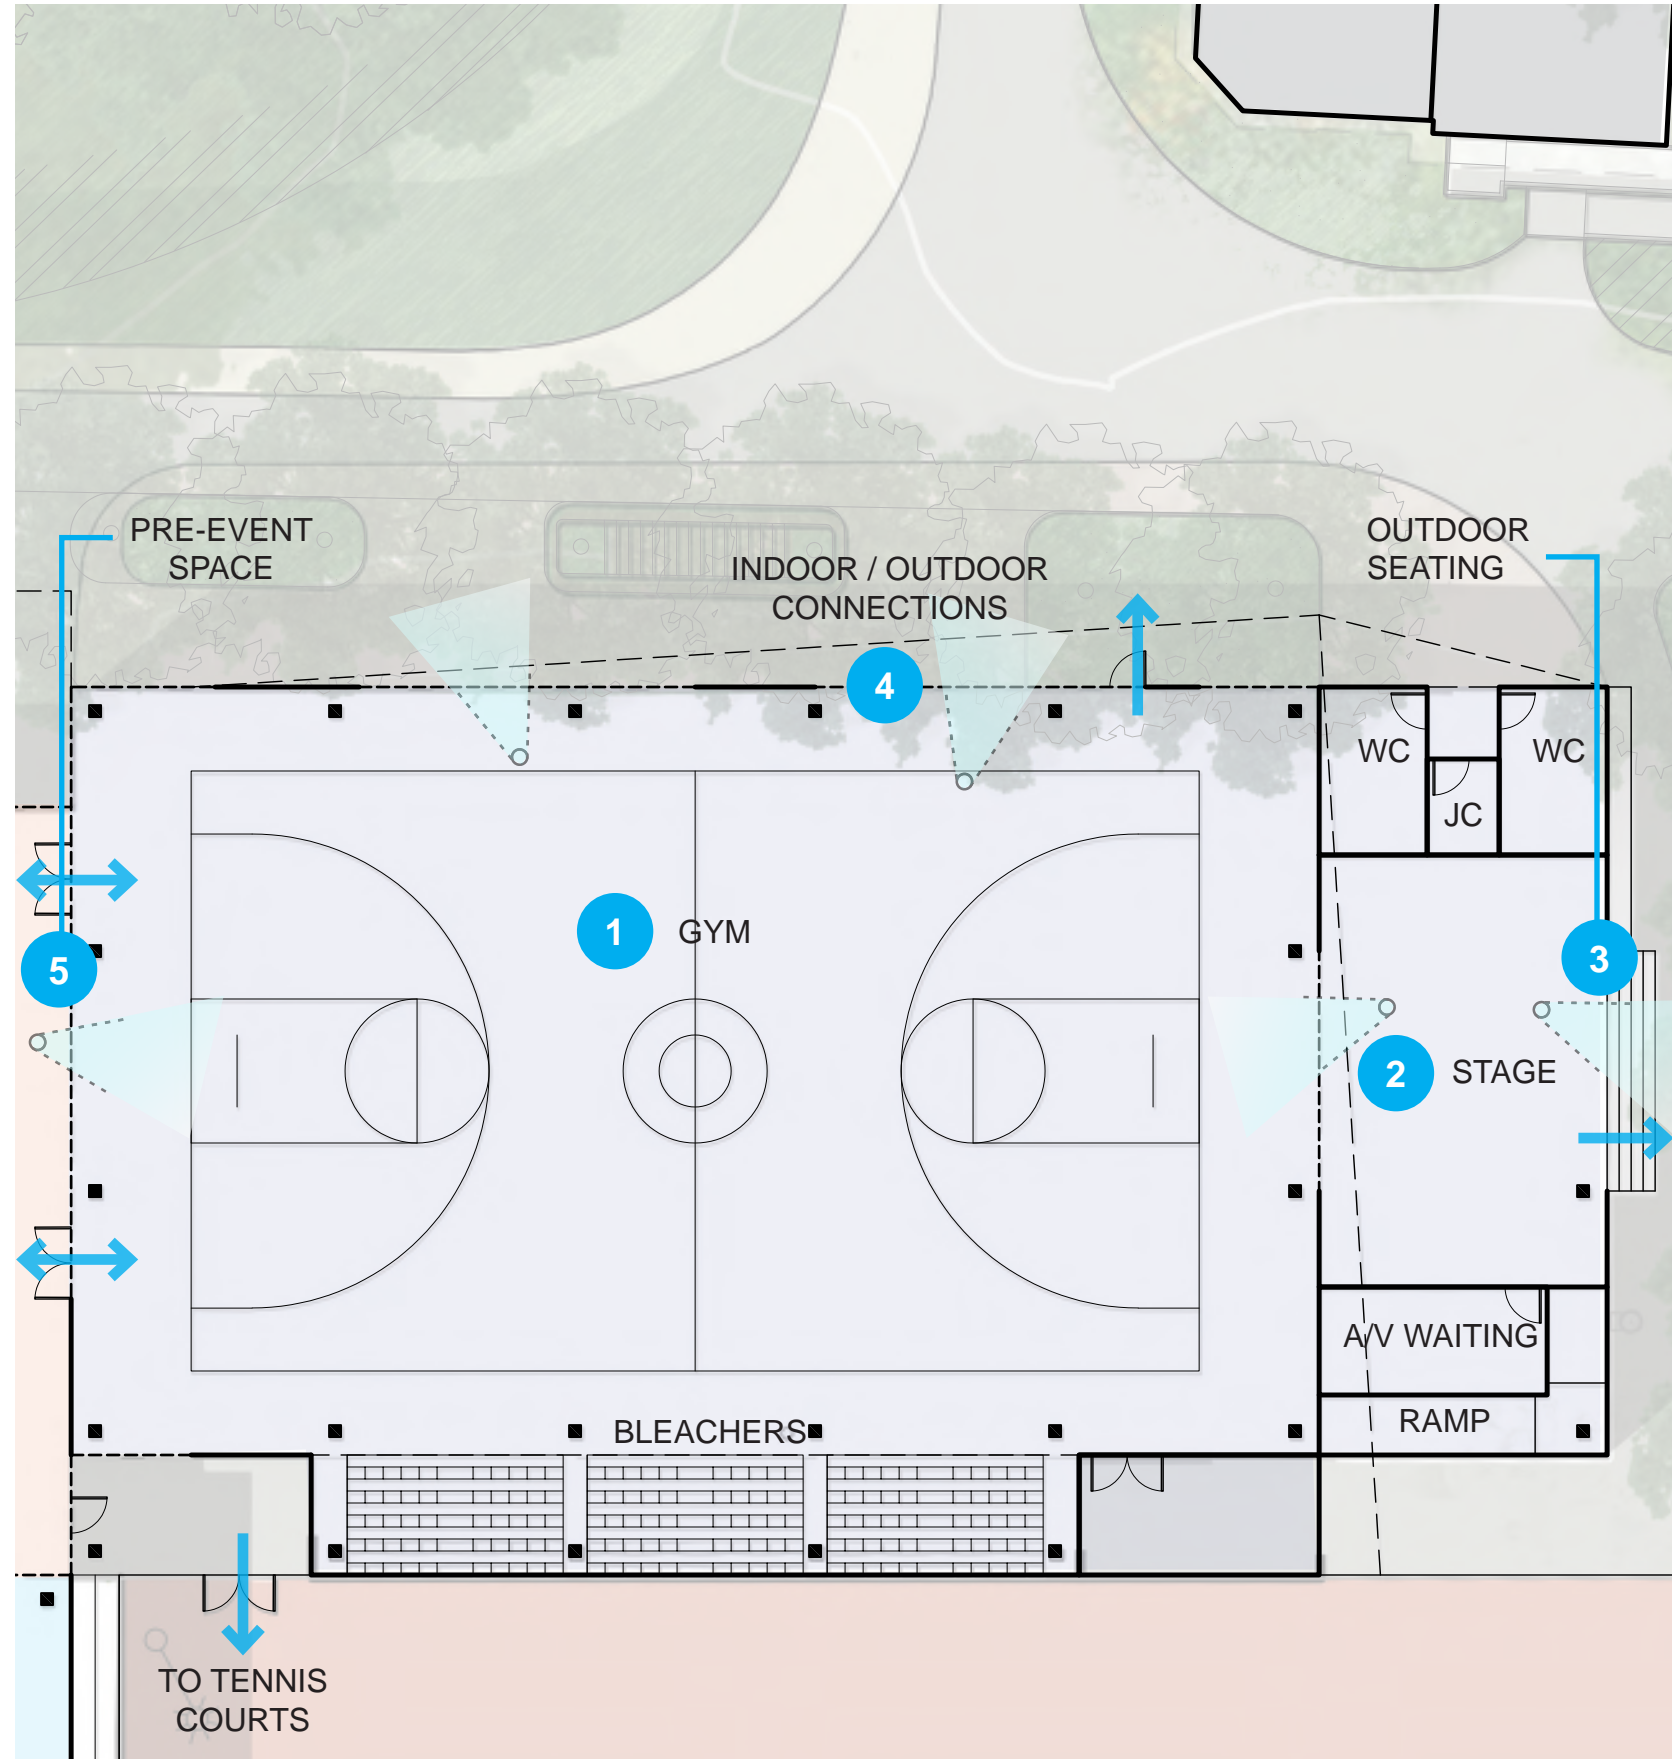 PRE-EVENT
SPACE
OUTDOOR
SEATING
INDOOR / OUTDOOR
CONNECTIONS
4
WC
WC
JC
1
GYM
5
3
2
STAGE
A/V WAITING
RAMP
BLEACHERS
TO TENNIS
COURTS